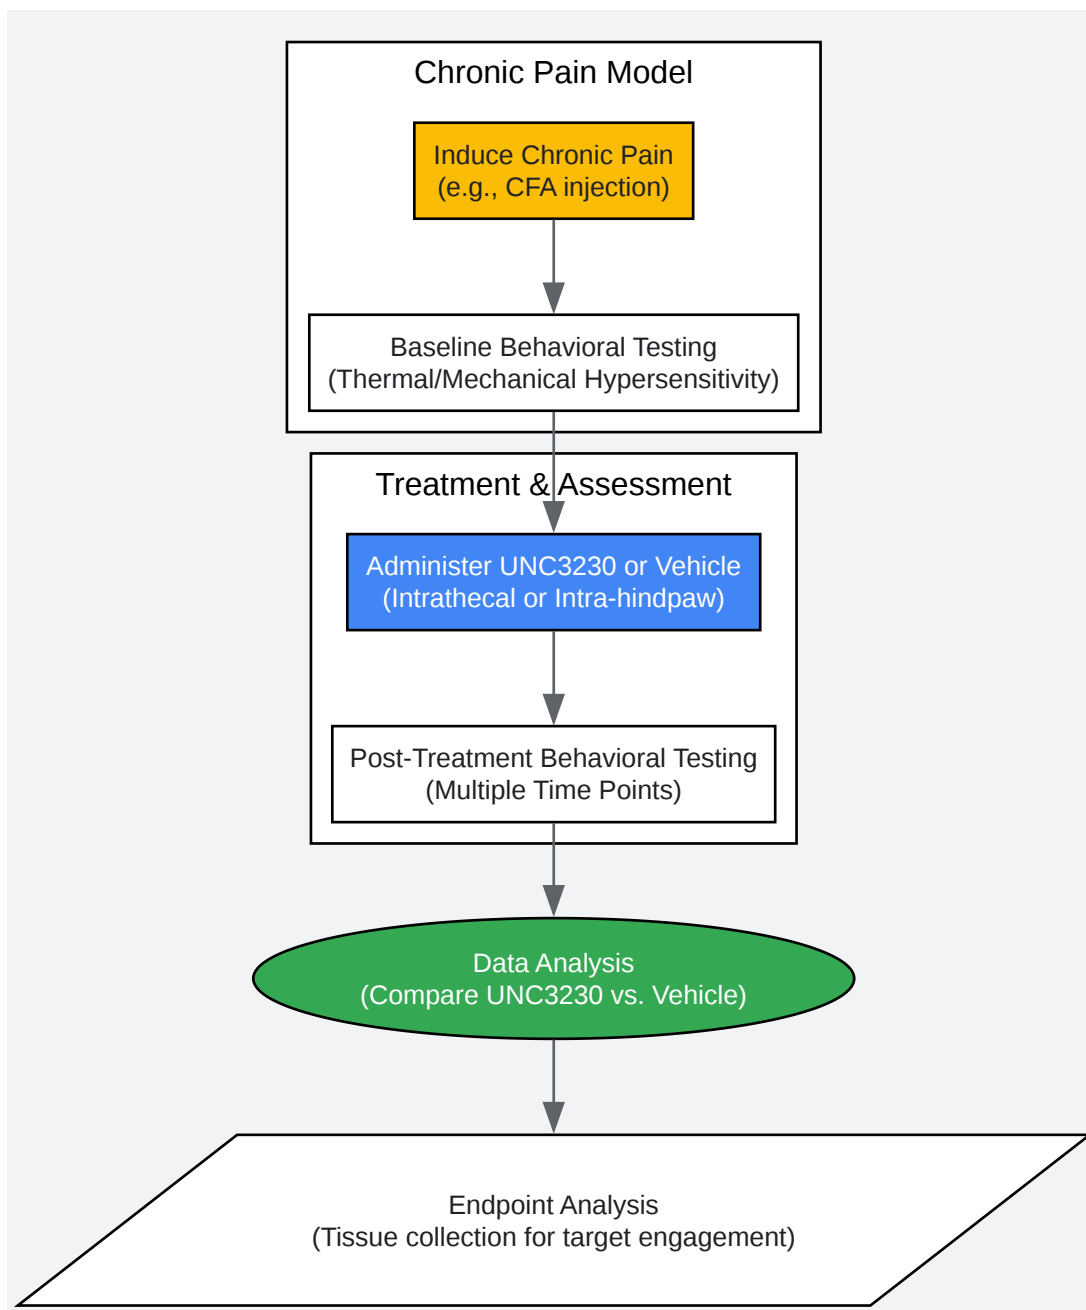 Chronic Pain Model
Induce Chronic Pain
(e.g., CFA injection)
Baseline Behavioral Testing
(Thermal/Mechanical Hypersensitivity)
Treatment & Assessment
Administer UNC3230 or Vehicle
(Intrathecal or Intra-hindpaw)
Post-Treatment Behavioral Testing
(Multiple Time Points)
Data Analysis
(Compare UNC3230 vs. Vehicle)
Endpoint Analysis
(Tissue collection for target engagement)